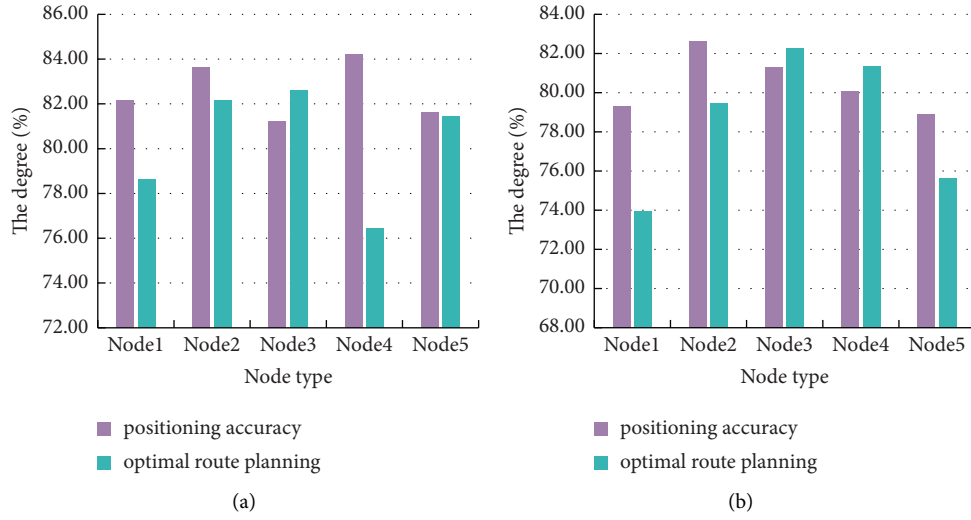 86.00
84.00
82.00
80.00
78.00
76.00
74.00
72.00
The degree (%)
Node1 Node2 Node3 Node4 Node5
Node type
positioning accuracy
optimal route planning
(a)
84.00
82.00
80.00
78.00
76.00
74.00
72.00
70.00
68.00
The degree (%)
Node1 Node2 Node3 Node4 Node5
Node type
positioning accuracy
optimal route planning
(b)